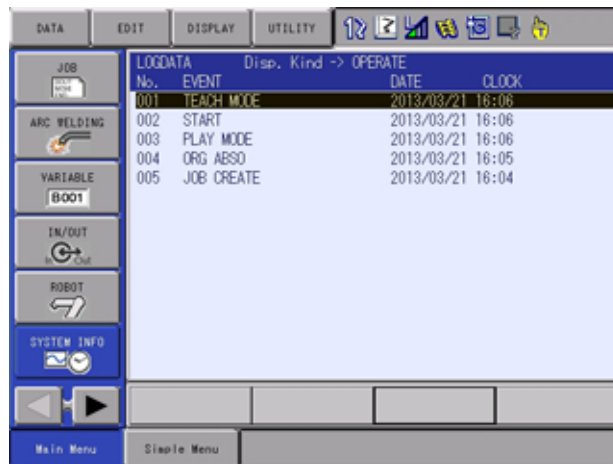 DATA EDIT DISPLAY UTILITY
JOB
ARC WELDING
VARIABLE
B001
IN/OUT
In Out
ROBOT
SYSTEM INFO
LOGDATA Disp. Kind -> OPERATE
No. EVENT DATE CLOCK
001 TEACH MODE 2013/03/21 16:06
002 START 2013/03/21 16:06
003 PLAY MODE 2013/03/21 16:06
004 ORG ABSO 2013/03/21 16:05
005 JOB CREATE 2013/03/21 16:04
Main Menu Simple Menu